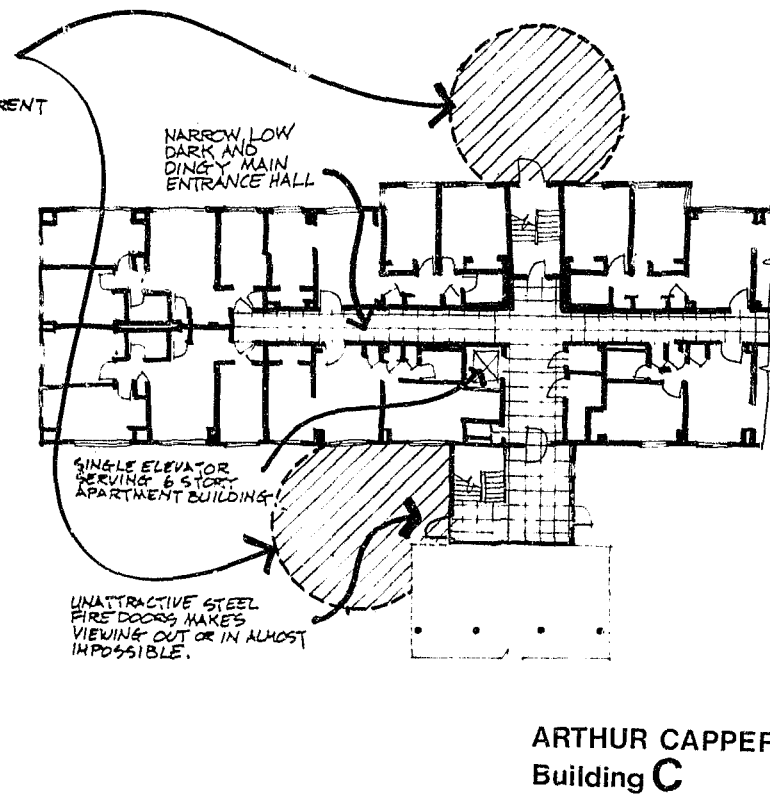 RENT
NARROW, LOW
DARK AND
DINGY MAIN
ENTRANCE HALL
SINGLE ELEVATOR
SERVING 6 STORY
APARTMENT BUILDING.
UNATTRACTIVE STEEL
FIRE DOORS MAKES
VIEWING OUT OR IN ALMOST
IMPOSSIBLE.
ARTHUR CAPPER
Building C